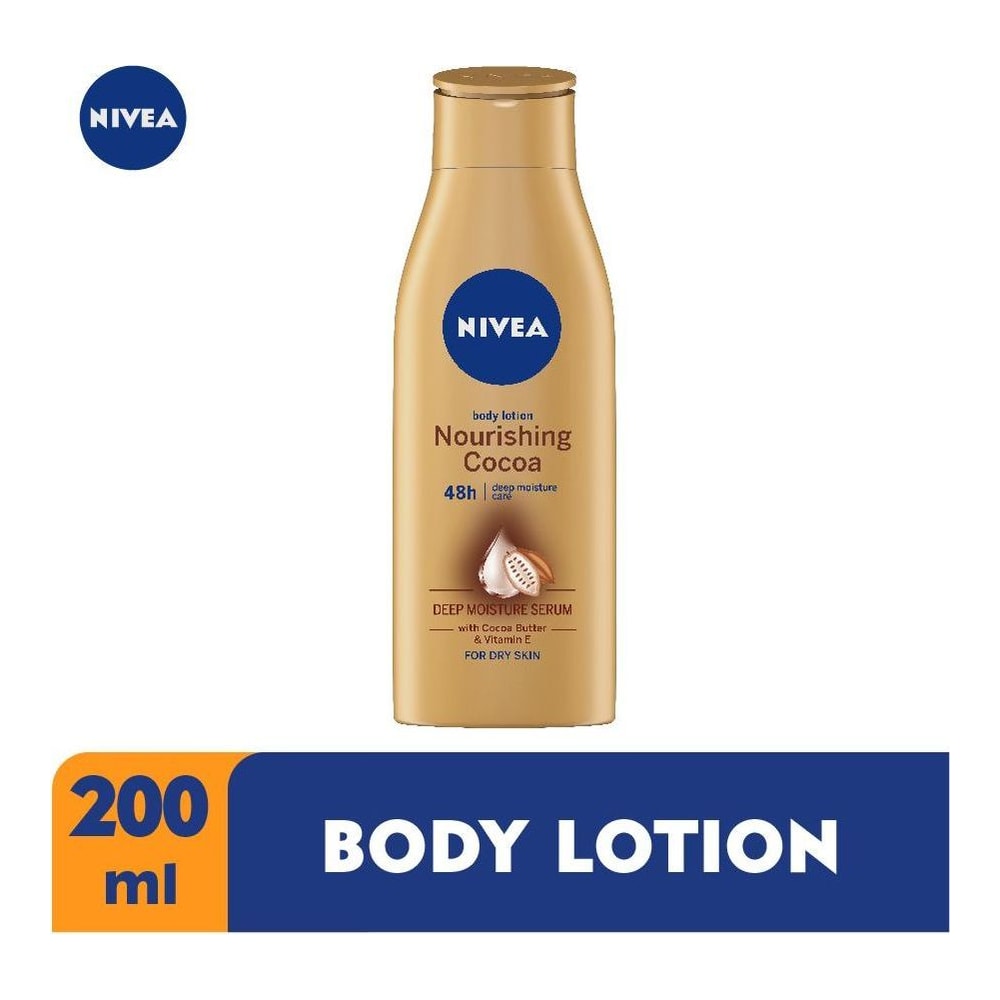 NIVEA
NIVEA
body lotion
Nourishing
Cocoa
48h | deep moisture
care
DEEP MOISTURE SERUM
with Cocoa Butter
& Vitamin E
FOR DRY SKIN
200
ml
BODY LOTION